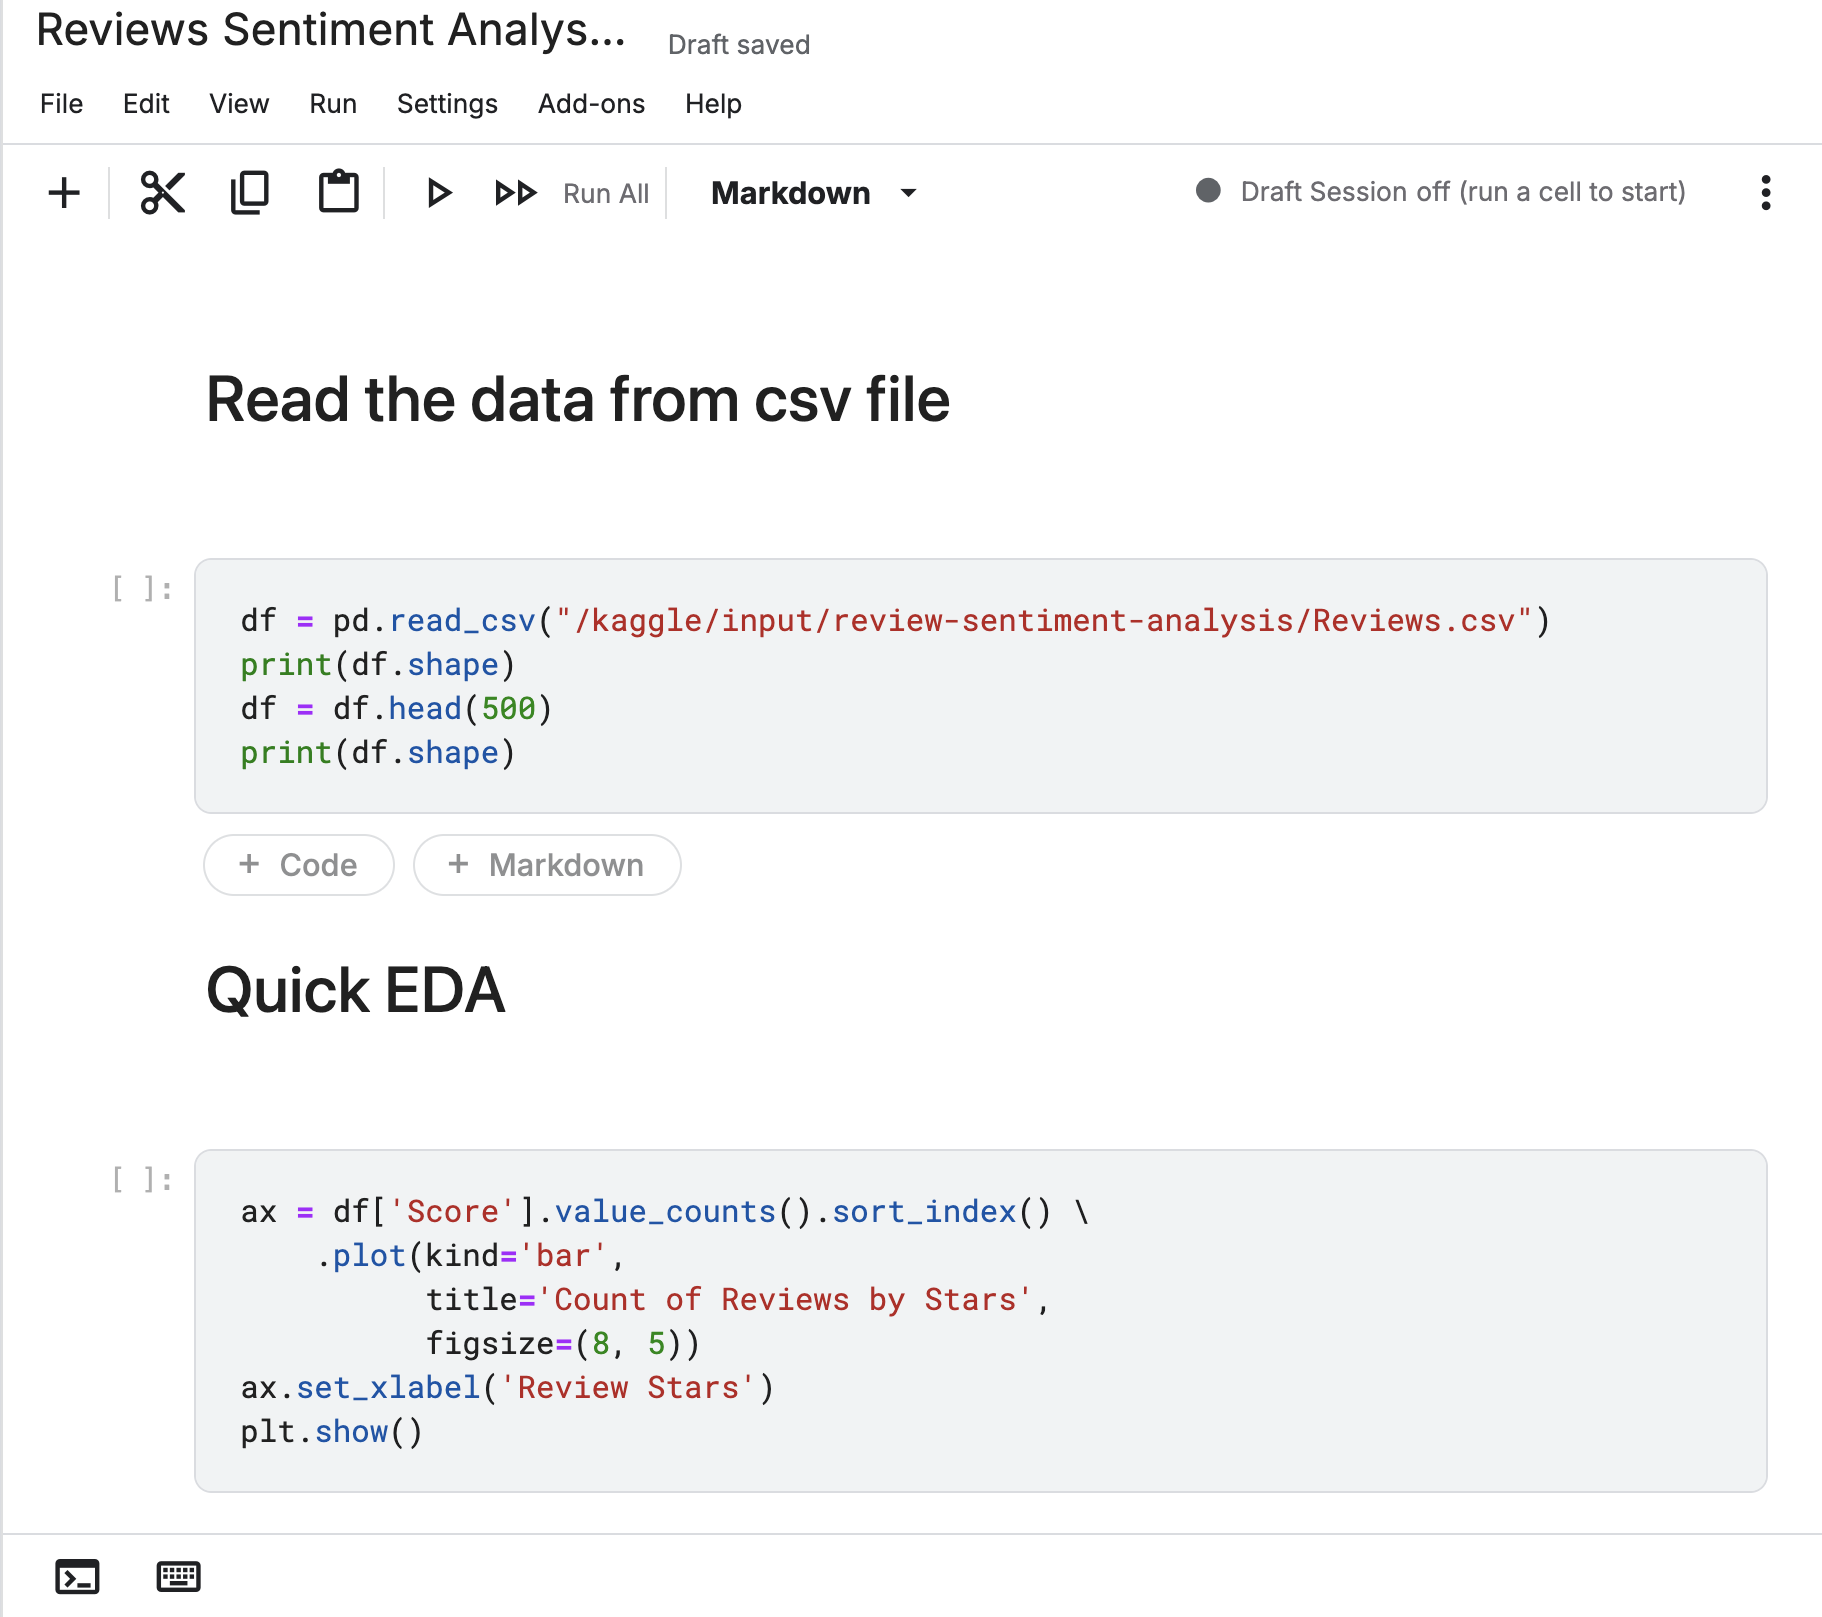 Reviews Sentiment Analys... Draft saved
File Edit View Run Settings Add-ons Help
Run All Markdown Draft Session off (run a cell to start)
Read the data from csv file
[ ]:
df = pd.read_csv("/kaggle/input/review-sentiment-analysis/Reviews.csv")
print(df.shape)
df = df.head(500)
print(df.shape)
+ Code + Markdown
Quick EDA
[ ]:
ax = df['Score'].value_counts().sort_index() \
    .plot(kind='bar',
          title='Count of Reviews by Stars',
          figsize=(8, 5))
ax.set_xlabel('Review Stars')
plt.show()